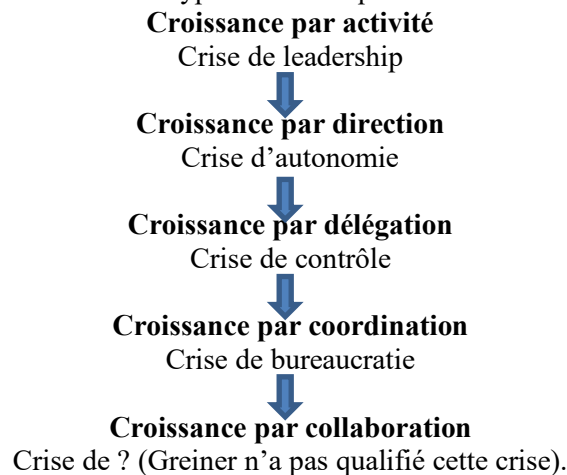 Croissance par activité
Crise de leadership
Croissance par direction
Crise d’autonomie
Croissance par délégation
Crise de contrôle
Croissance par coordination
Crise de bureaucratie
Croissance par collaboration
Crise de ? (Greiner n’a pas qualifié cette crise).